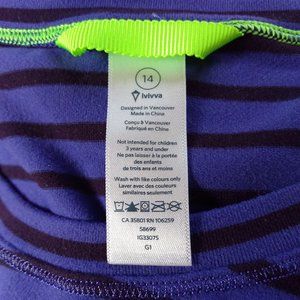 14
ivivva
Designed in Vancouver
Made in China
Conçu à Vancouver
Fabriqué en Chine
Not intended for children
3 years and under
Ne pas laisser à la portée
des enfants
de trois ans et moins
Wash with like colours only
Laver avec des couleurs
similaires seulement
CA 35801 RN 106259
S8699
IG3307S
G1